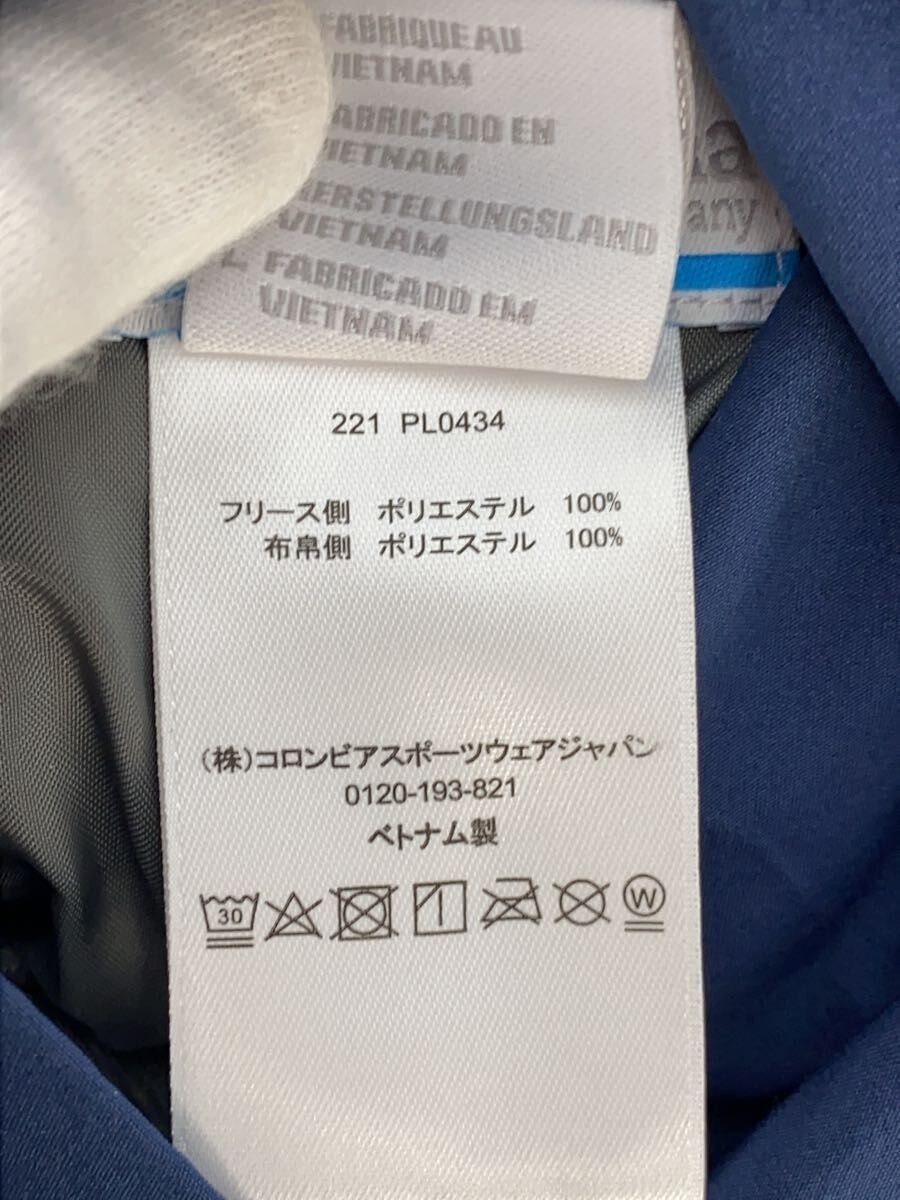 FABRIQUE AU
VIETNAM
FABRICADO EN
VIETNAM
HERSTELLUNGSLAND
VIETNAM
FABRICADO EM
VIETNAM
221 PL0434
フリース側 ポリエステル 100%
布帛側 ポリエステル 100%
(株)コロンビアスポーツウェアジャパン
0120-193-821
ベトナム製
30
W